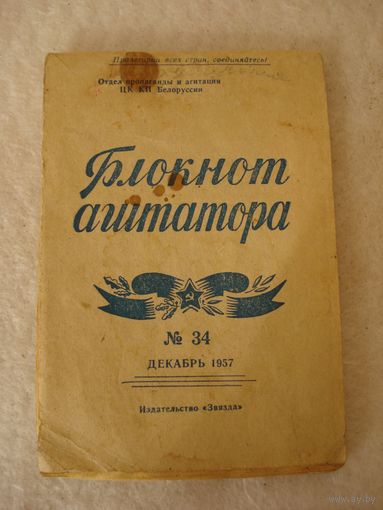 Пролетарии всех стран, соединяйтесь!
Отдел пропаганды и агитации
ЦК КП Белоруссии
Блокнот
агитатора
№ 34
ДЕКАБРЬ 1957
Издательство «Звязда»